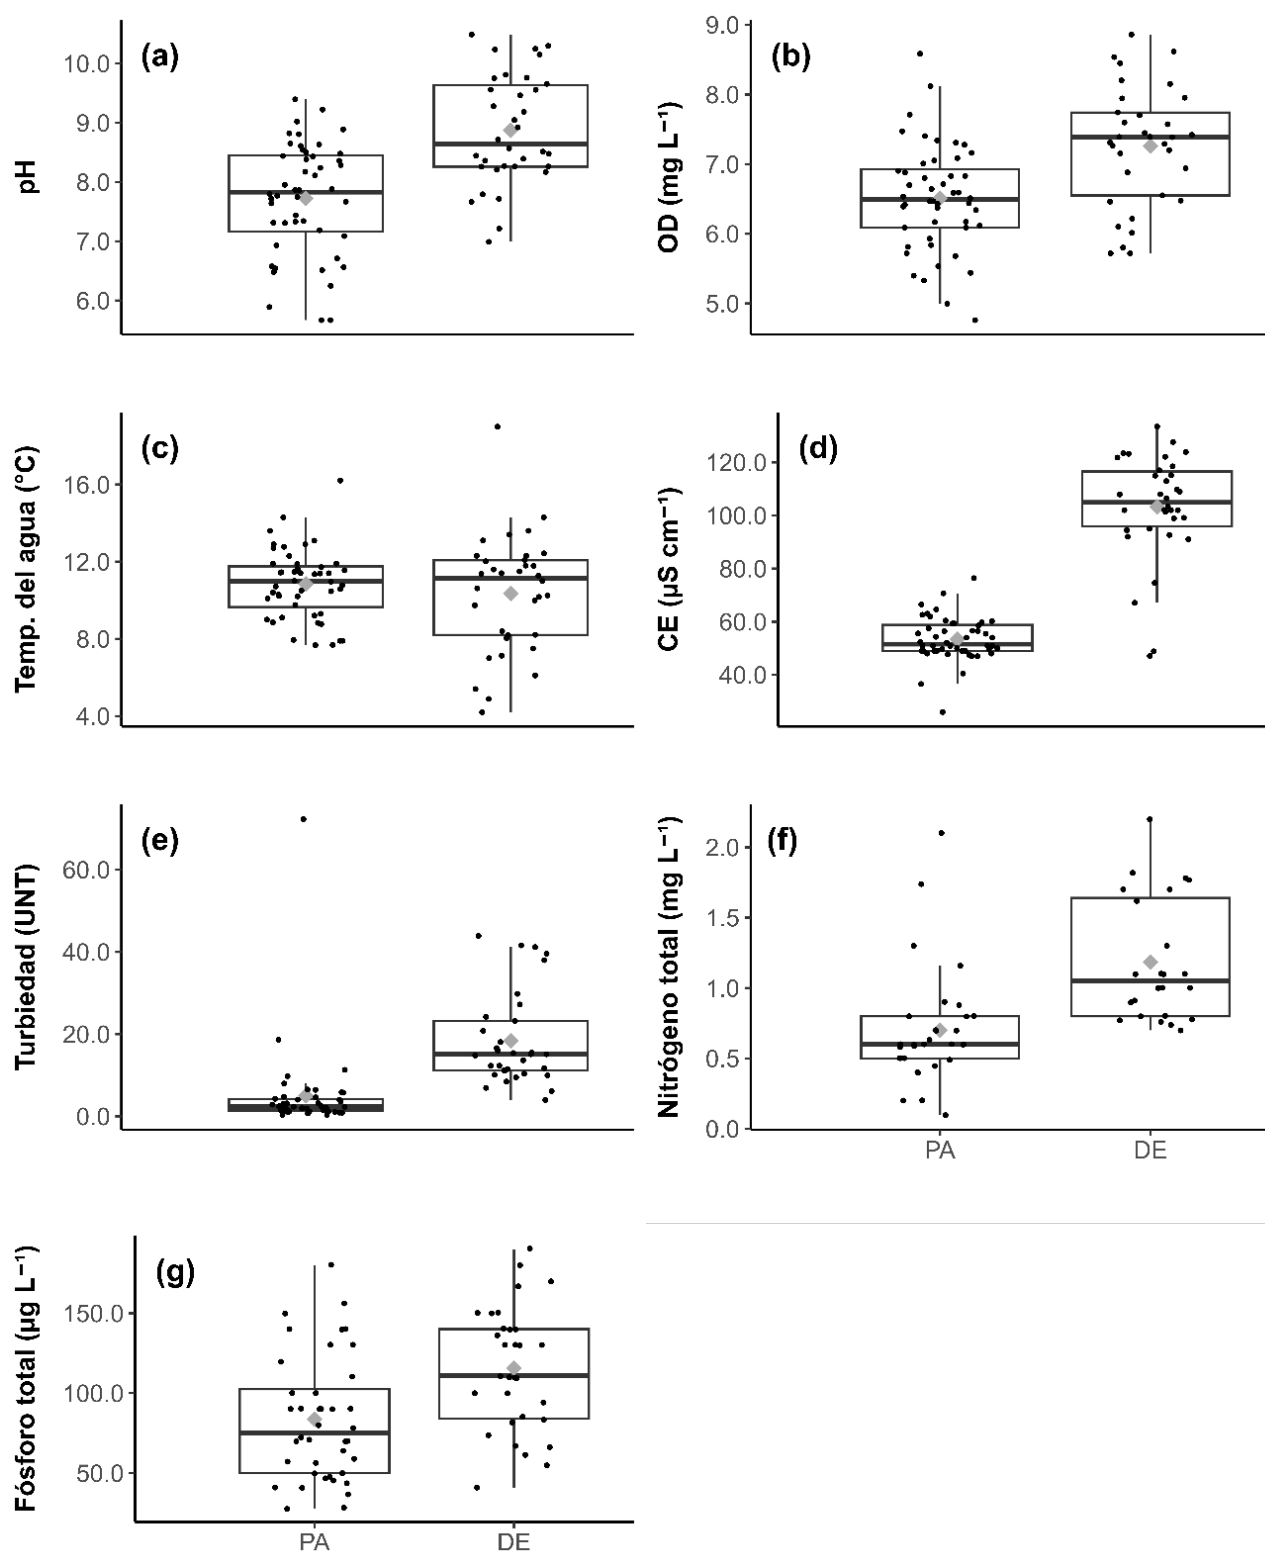 (a)
pH
10.0
9.0
8.0
7.0
6.0
(b)
OD (mg L⁻¹)
9.0
8.0
7.0
6.0
5.0
(c)
Temp. del agua (°C)
16.0
12.0
8.0
4.0
(d)
CE (µS cm⁻¹)
120.0
100.0
80.0
60.0
40.0
(e)
Turbiedad (UNT)
60.0
40.0
20.0
0.0
(f)
Nitrógeno total (mg L⁻¹)
2.0
1.5
1.0
0.5
0.0
PA DE
(g)
Fósforo total (µg L⁻¹)
150.0
100.0
50.0
PA DE